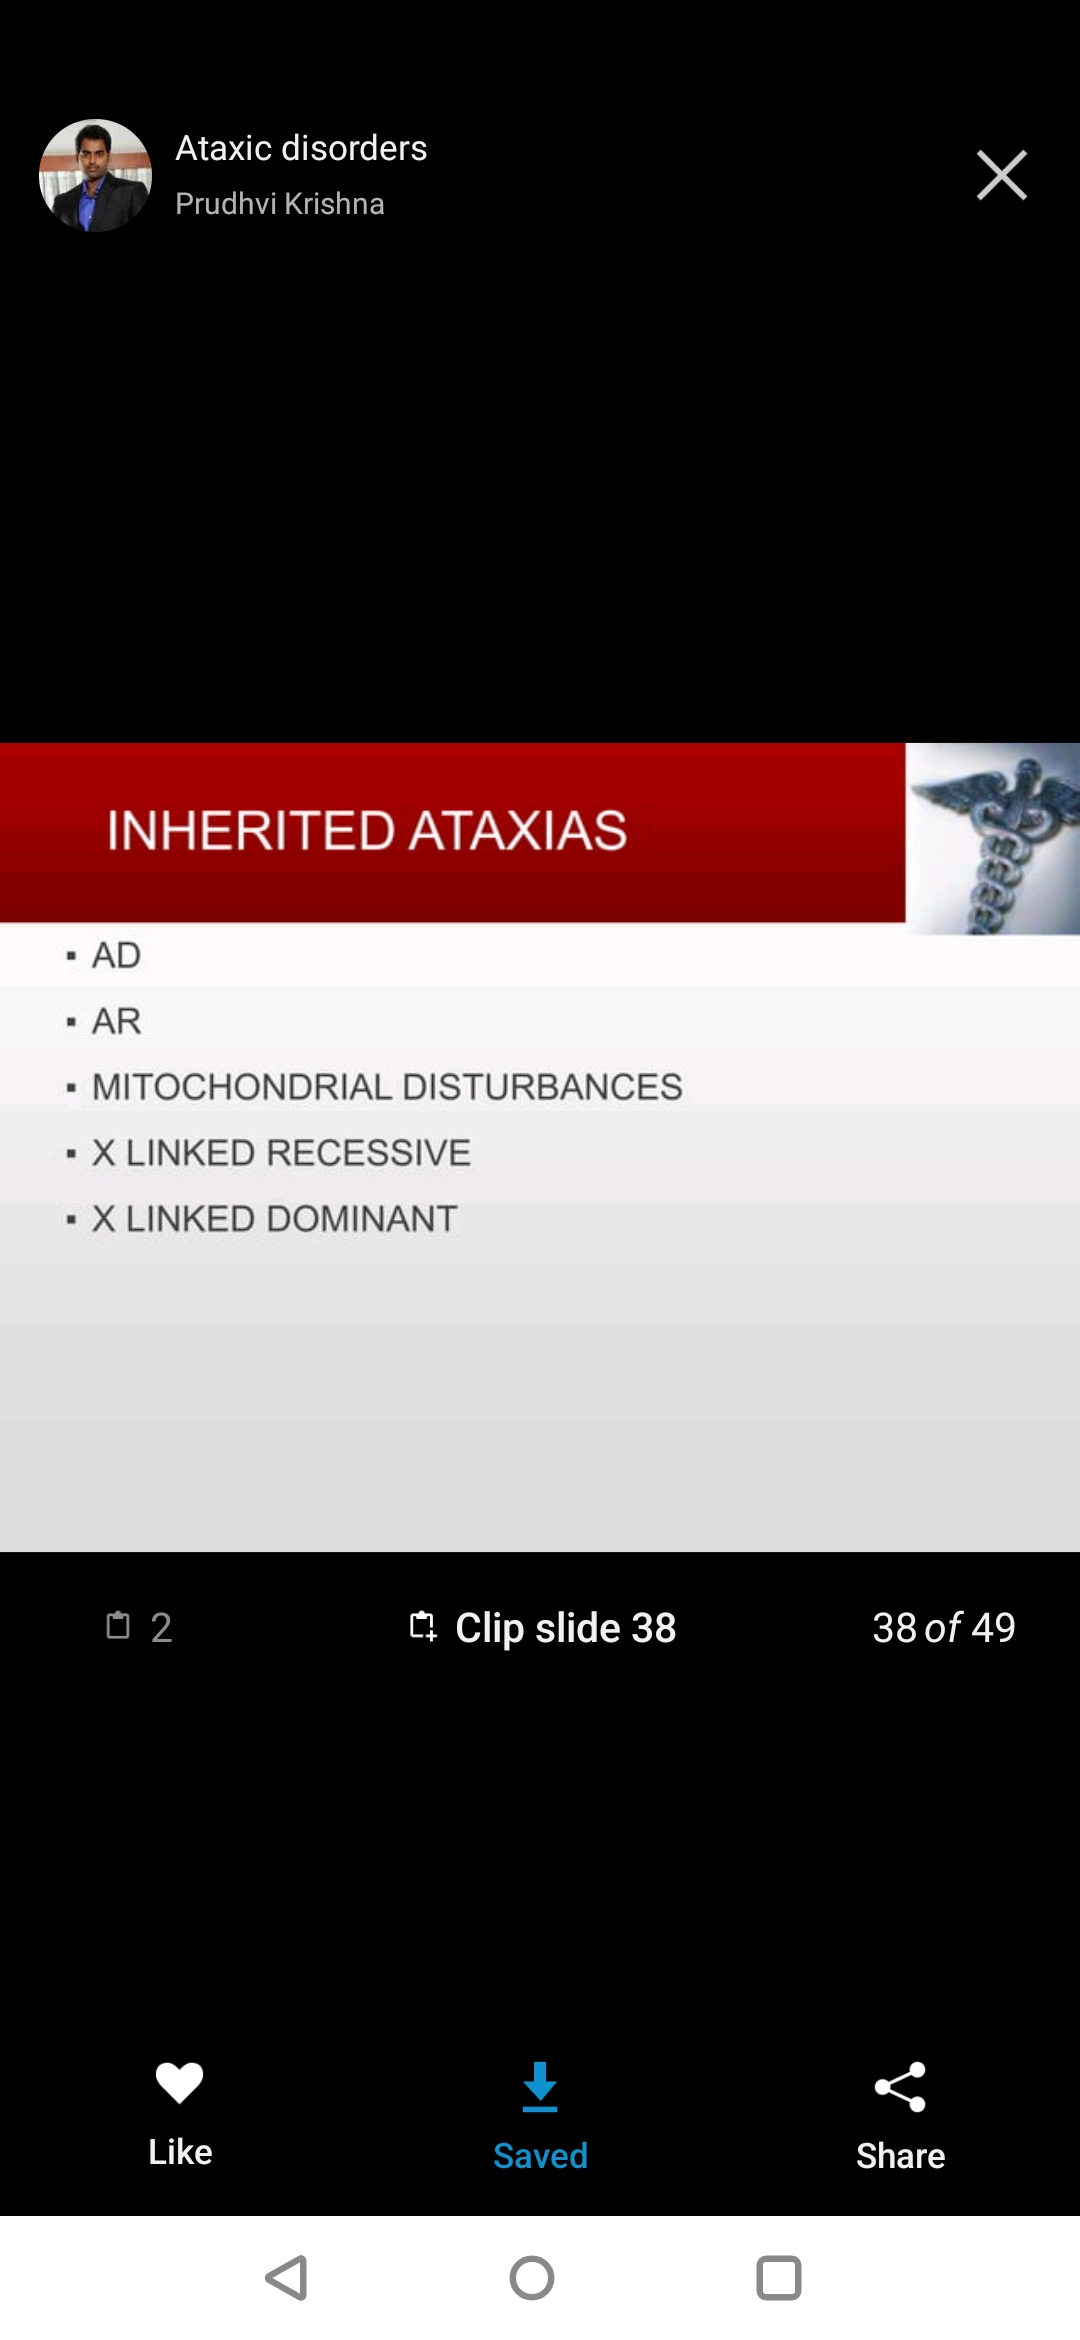 Ataxic disorders
Prudhvi Krishna
INHERITED ATAXIAS
▪ AD
▪ AR
▪ MITOCHONDRIAL DISTURBANCES
▪ X LINKED RECESSIVE
▪ X LINKED DOMINANT
2
Clip slide 38
38 of 49
Like
Saved
Share